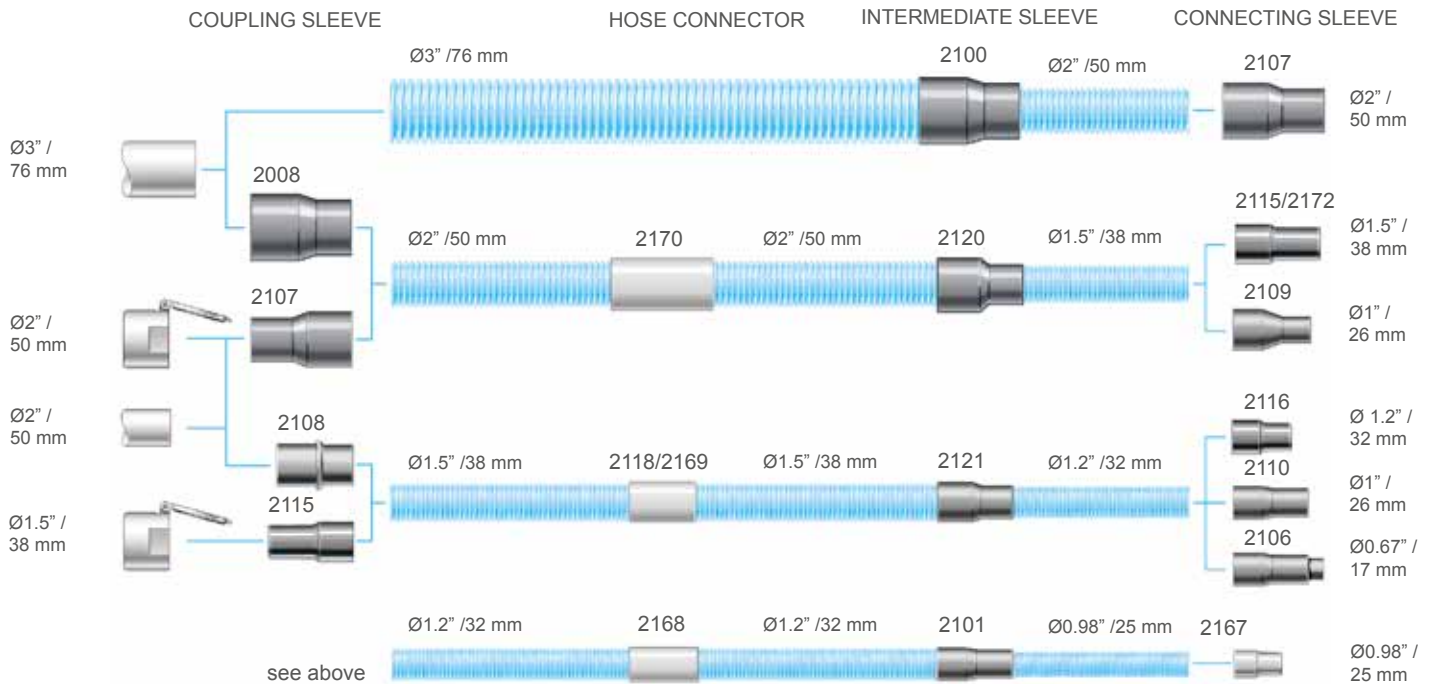 COUPLING SLEEVE
HOSE CONNECTOR
INTERMEDIATE SLEEVE
CONNECTING SLEEVE
Ø3” /76 mm
2100
Ø2” /50 mm
2107
Ø2” /
50 mm
Ø3” /
76 mm
2008
2115/2172
Ø2” /50 mm
2170
Ø2” /50 mm
2120
Ø1.5” /38 mm
Ø1.5” /
38 mm
2107
2109
Ø2” /
50 mm
Ø1” /
26 mm
2116
Ø2” /
50 mm
2108
Ø 1.2” /
32 mm
Ø1.5” /38 mm
2118/2169
Ø1.5” /38 mm
2121
Ø1.2” /32 mm
2110
Ø1” /
26 mm
2115
Ø1.5” /
38 mm
2106
Ø0.67” /
17 mm
Ø1.2” /32 mm
2168
Ø1.2” /32 mm
2101
Ø0.98” /25 mm
2167
see above
Ø0.98” /
25 mm